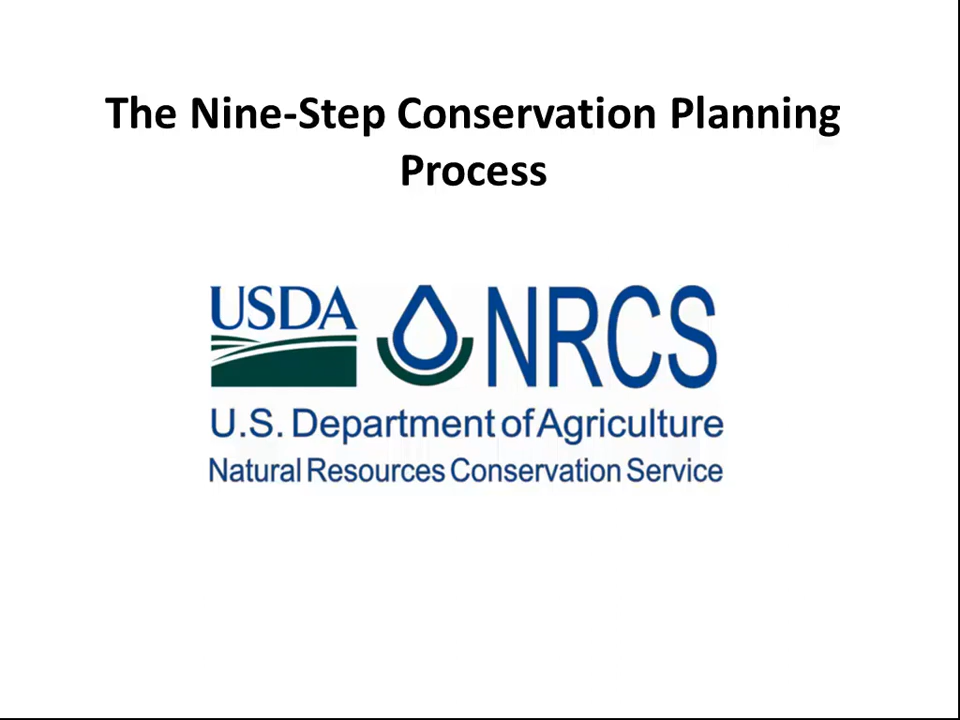 The Nine-Step Conservation Planning
Process
USDA NRCS
U.S. Department of Agriculture
Natural Resources Conservation Service